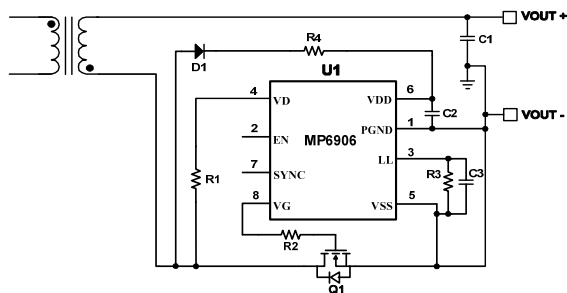 VOUT +
R4
D1
C1
U1
4
VD
VDD
6
C2
VOUT -
2
EN
PGND
1
MP6906
LL
3
7
SYNC
R1
R3
C3
8
VG
VSS
5
R2
Q1